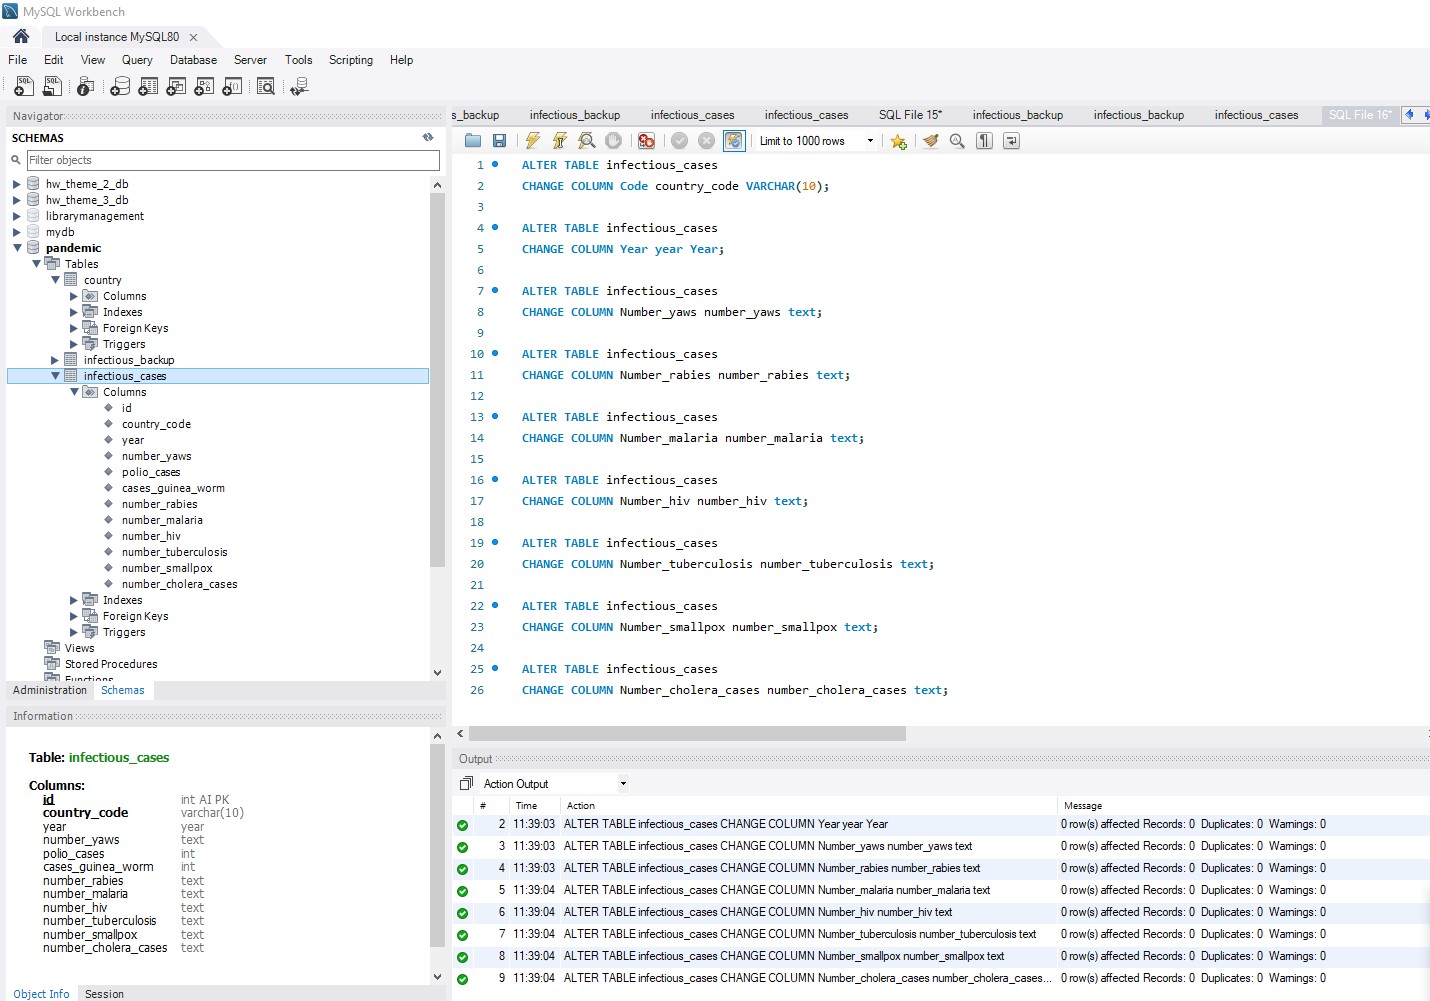 MySQL Workbench
Local instance MySQL80
File Edit View Query Database Server Tools Scripting Help
Navigator
SCHEMAS
Filter objects
hw_theme_2_db
hw_theme_3_db
librarymanagement
mydb
pandemic
Tables
country
Columns
Indexes
Foreign Keys
Triggers
infectious_backup
infectious_cases
Columns
id
country_code
year
number_yaws
polio_cases
cases_guinea_worm
number_rabies
number_malaria
number_hiv
number_tuberculosis
number_smallpox
number_cholera_cases
Indexes
Foreign Keys
Triggers
Views
Stored Procedures
Functions
Administration Schemas
Information
Table: infectious_cases
Columns:
id int AI PK
country_code varchar(10)
year year
number_yaws text
polio_cases int
cases_guinea_worm int
number_rabies text
number_malaria text
number_hiv text
number_tuberculosis text
number_smallpox text
number_cholera_cases text
Object Info Session
s_backup infectious_backup infectious_cases infectious_cases SQL File 15* infectious_backup infectious_backup infectious_cases SQL File 16*
Limit to 1000 rows
1 ALTER TABLE infectious_cases
2 CHANGE COLUMN Code country_code VARCHAR(10);
3
4 ALTER TABLE infectious_cases
5 CHANGE COLUMN Year year Year;
6
7 ALTER TABLE infectious_cases
8 CHANGE COLUMN Number_yaws number_yaws text;
9
10 ALTER TABLE infectious_cases
11 CHANGE COLUMN Number_rabies number_rabies text;
12
13 ALTER TABLE infectious_cases
14 CHANGE COLUMN Number_malaria number_malaria text;
15
16 ALTER TABLE infectious_cases
17 CHANGE COLUMN Number_hiv number_hiv text;
18
19 ALTER TABLE infectious_cases
20 CHANGE COLUMN Number_tuberculosis number_tuberculosis text;
21
22 ALTER TABLE infectious_cases
23 CHANGE COLUMN Number_smallpox number_smallpox text;
24
25 ALTER TABLE infectious_cases
26 CHANGE COLUMN Number_cholera_cases number_cholera_cases text;
Output
Action Output
# Time Action Message
2 11:39:03 ALTER TABLE infectious_cases CHANGE COLUMN Year year Year 0 row(s) affected Records: 0 Duplicates: 0 Warnings: 0
3 11:39:03 ALTER TABLE infectious_cases CHANGE COLUMN Number_yaws number_yaws text 0 row(s) affected Records: 0 Duplicates: 0 Warnings: 0
4 11:39:03 ALTER TABLE infectious_cases CHANGE COLUMN Number_rabies number_rabies text 0 row(s) affected Records: 0 Duplicates: 0 Warnings: 0
5 11:39:04 ALTER TABLE infectious_cases CHANGE COLUMN Number_malaria number_malaria text 0 row(s) affected Records: 0 Duplicates: 0 Warnings: 0
6 11:39:04 ALTER TABLE infectious_cases CHANGE COLUMN Number_hiv number_hiv text 0 row(s) affected Records: 0 Duplicates: 0 Warnings: 0
7 11:39:04 ALTER TABLE infectious_cases CHANGE COLUMN Number_tuberculosis number_tuberculosis text 0 row(s) affected Records: 0 Duplicates: 0 Warnings: 0
8 11:39:04 ALTER TABLE infectious_cases CHANGE COLUMN Number_smallpox number_smallpox text 0 row(s) affected Records: 0 Duplicates: 0 Warnings: 0
9 11:39:04 ALTER TABLE infectious_cases CHANGE COLUMN Number_cholera_cases number_cholera_cases... 0 row(s) affected Records: 0 Duplicates: 0 Warnings: 0